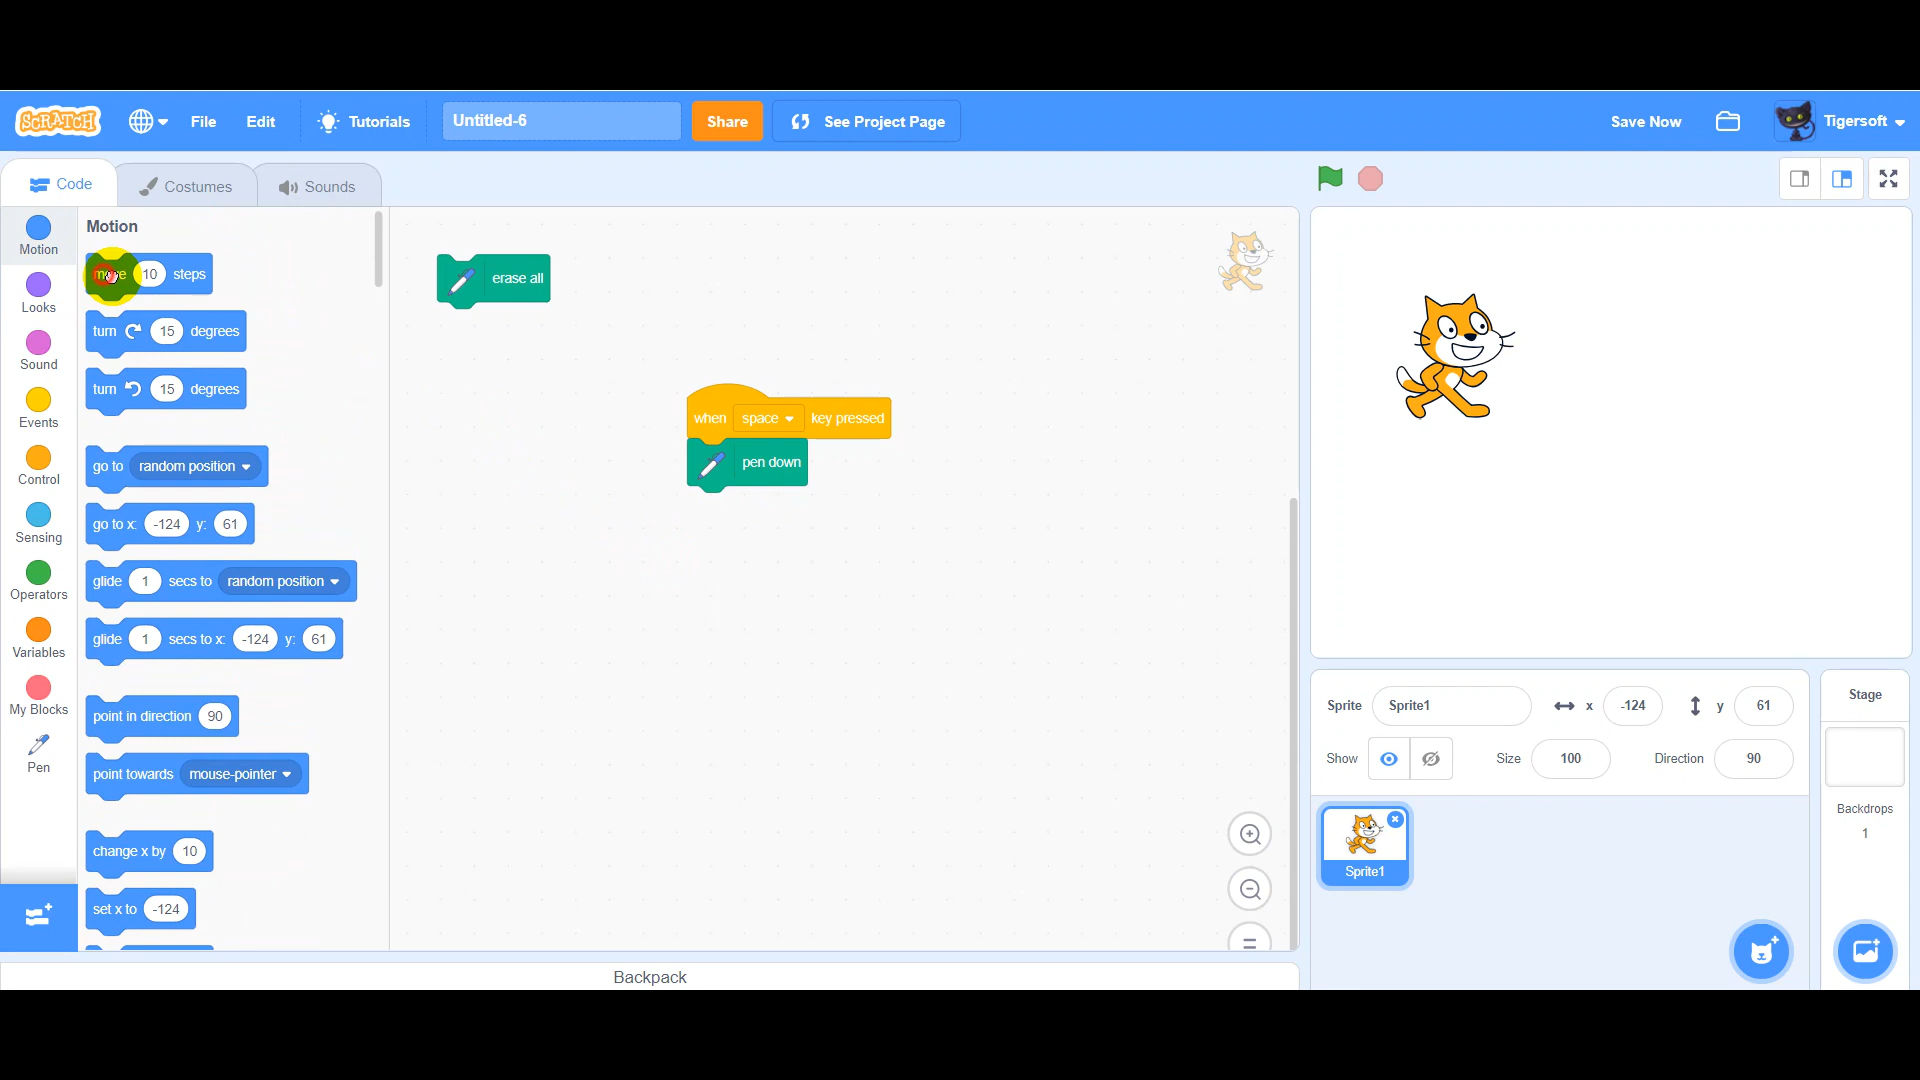 SCRATCH
File
Edit
Tutorials
Untitled-6
Share
See Project Page
Save Now
Tigersoft
Code
Costumes
Sounds
Motion
Looks
Sound
Events
Control
Sensing
Operators
Variables
My Blocks
Pen
Motion
move 10 steps
turn 15 degrees
turn 15 degrees
go to random position
go to x: -124 y: 61
glide 1 secs to random position
glide 1 secs to x: -124 y: 61
point in direction 90
point towards mouse-pointer
change x by 10
set x to -124
erase all
when space key pressed
pen down
Backpack
Sprite Sprite1 x -124 y 61
Show Size 100 Direction 90
Sprite1
Stage
Backdrops
1